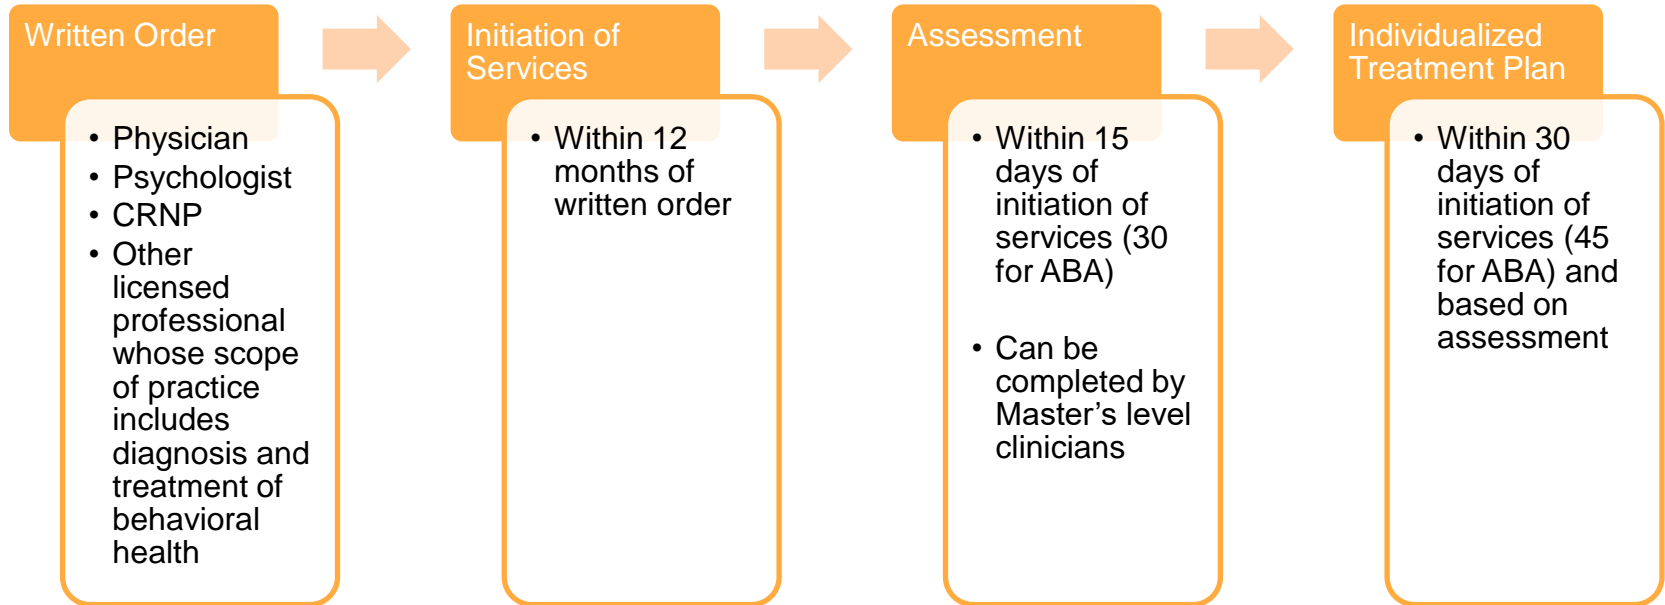 Written Order
• Physician
• Psychologist
• CRNP
• Other
licensed
professional
whose scope
of practice
includes
diagnosis and
treatment of
behavioral
health
Initiation of
Services
• Within 12
months of
written order
Assessment
• Within 15
days of
initiation of
services (30
for ABA)
• Can be
completed by
Master’s level
clinicians
Individualized
Treatment Plan
• Within 30
days of
initiation of
services (45
for ABA) and
based on
assessment